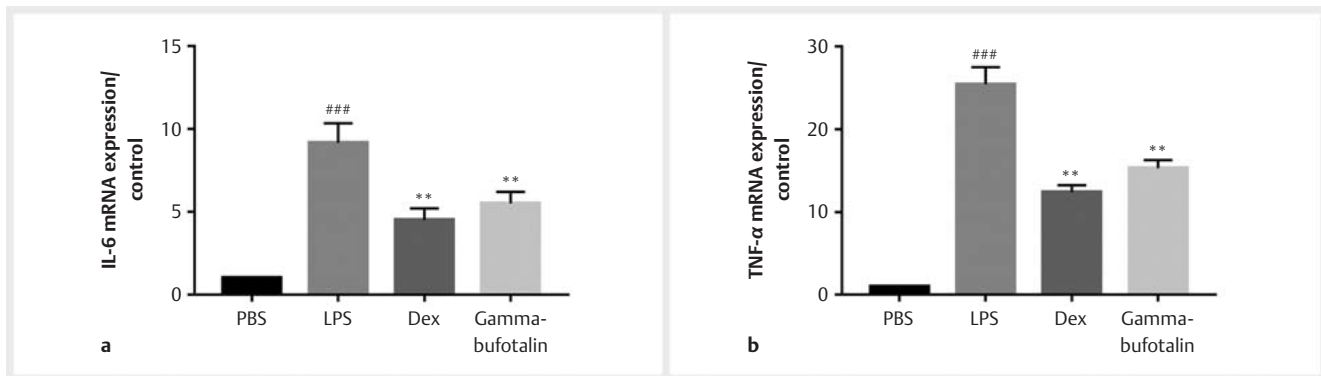 IL-6 mRNA expression/
control
15
10
5
0
###
**
**
PBS
LPS
Dex
Gamma-
bufotalin
a
TNF-α mRNA expression/
control
30
20
10
0
###
**
**
PBS
LPS
Dex
Gamma-
bufotalin
b